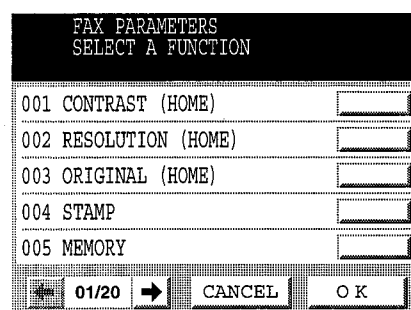 FAX PARAMETERS
SELECT A FUNCTION
001 CONTRAST (HOME)
002 RESOLUTION (HOME)
003 ORIGINAL (HOME)
004 STAMP
005 MEMORY
01/20 CANCEL OK